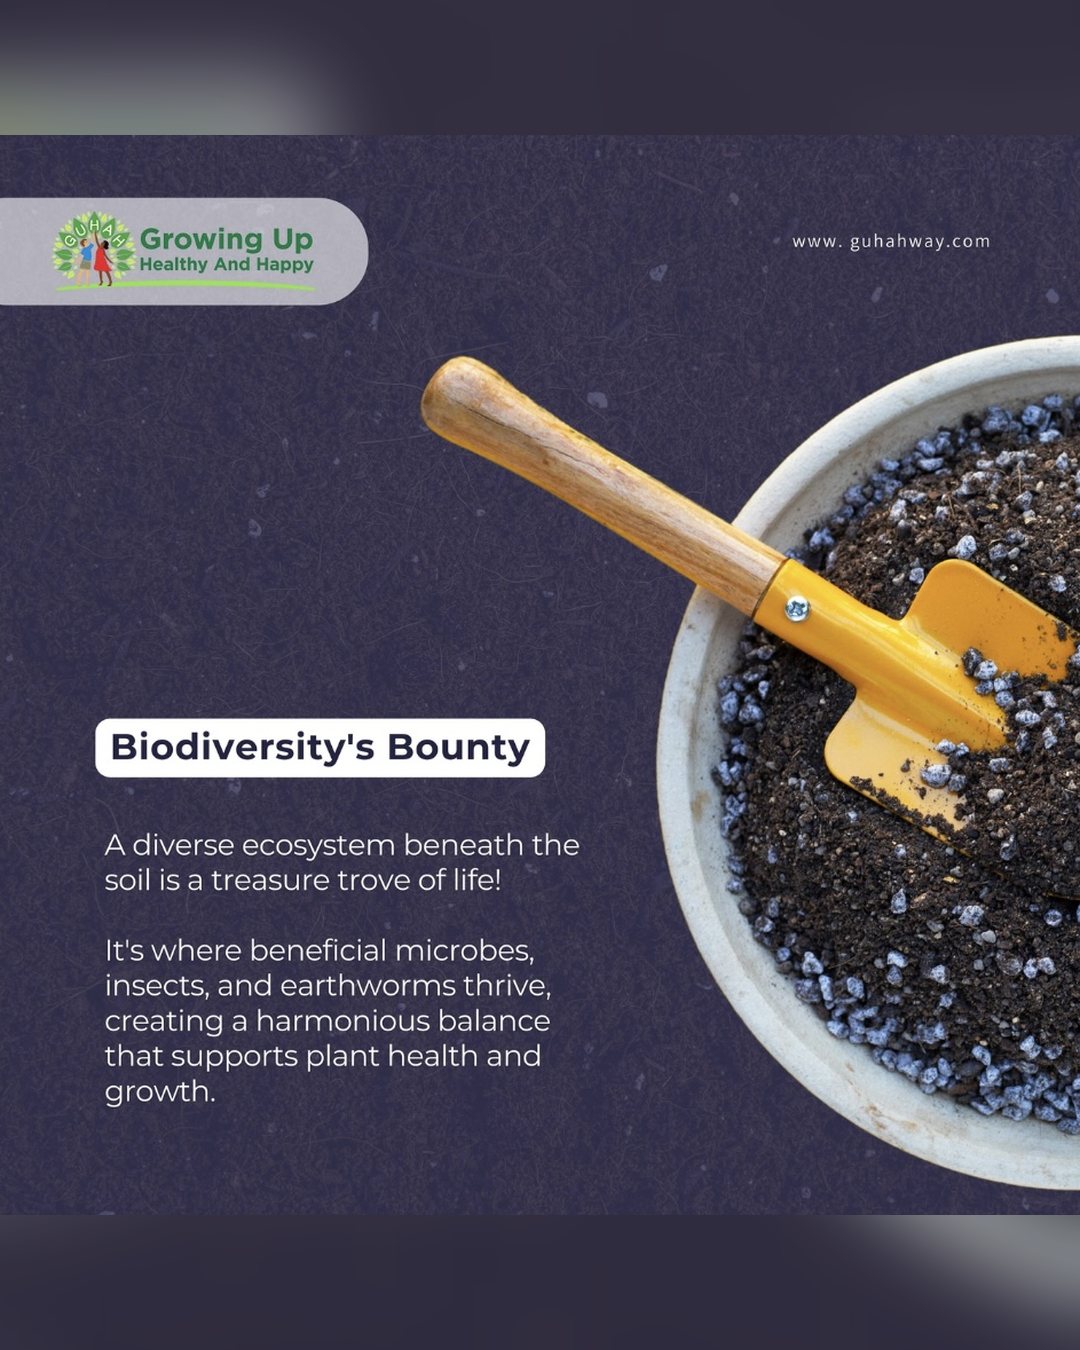 GUHAH
Growing Up
Healthy And Happy
www. guhahway.com
Biodiversity's Bounty
A diverse ecosystem beneath the
soil is a treasure trove of life!
It's where beneficial microbes,
insects, and earthworms thrive,
creating a harmonious balance
that supports plant health and
growth.